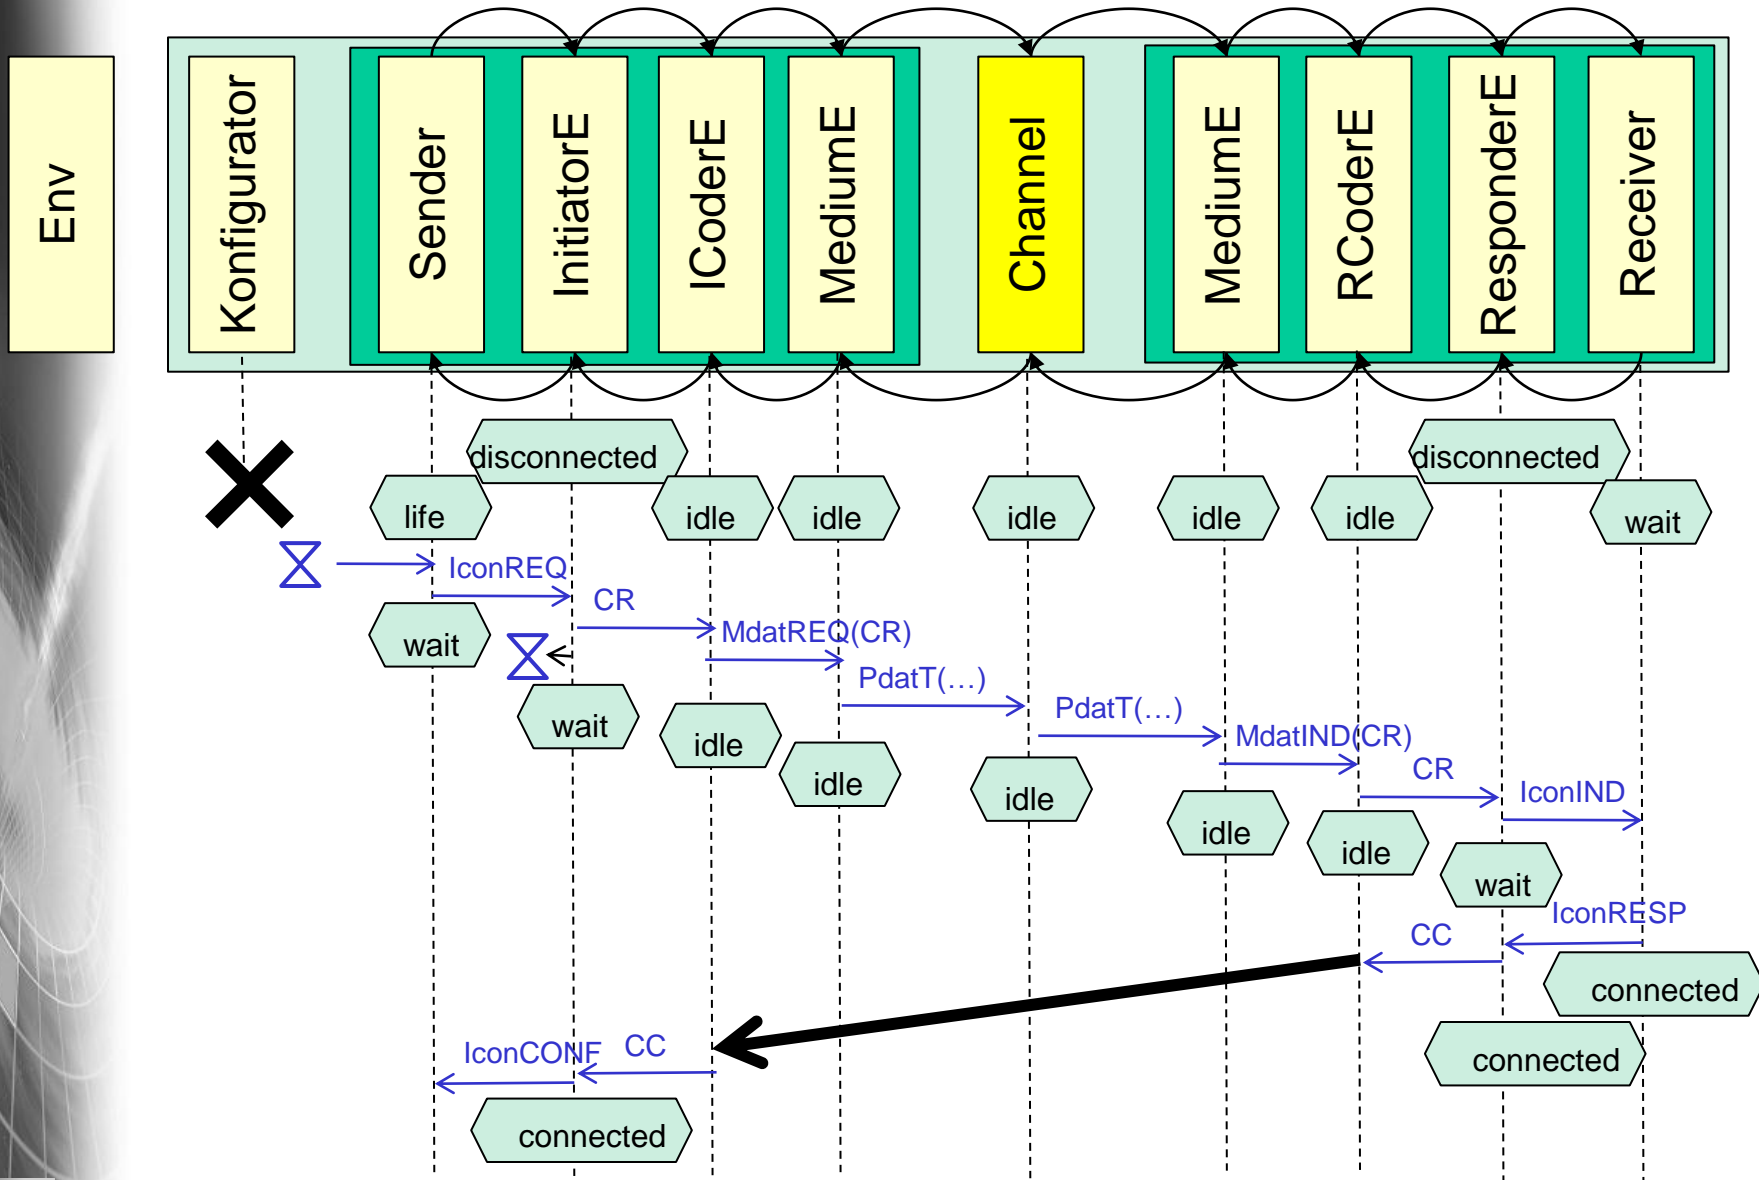 Env
Konfigurator
Sender
InitiatorE
ICoderE
MediumE
Channel
MediumE
RCoderE
ResponderE
Receiver
disconnected
disconnected
life
idle
idle
idle
idle
idle
wait
IconREQ
CR
wait
MdatREQ(CR)
PdatT(…)
wait
PdatT(…)
idle
MdatIND(CR)
idle
CR
idle
IconIND
idle
idle
wait
IconRESP
CC
connected
IconCONF
CC
connected
connected